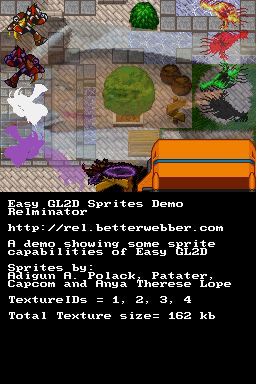 Easy GL2D Sprites Demo
Relminator
http://rel.betterwebber.com
A demo showing some sprite
capabilities of Easy GL2D
Sprites by:
Adigun A. Polack, Patater,
Capcom and Anya Therese Lope
TextureIDs = 1, 2, 3, 4
Total Texture size= 162 kb